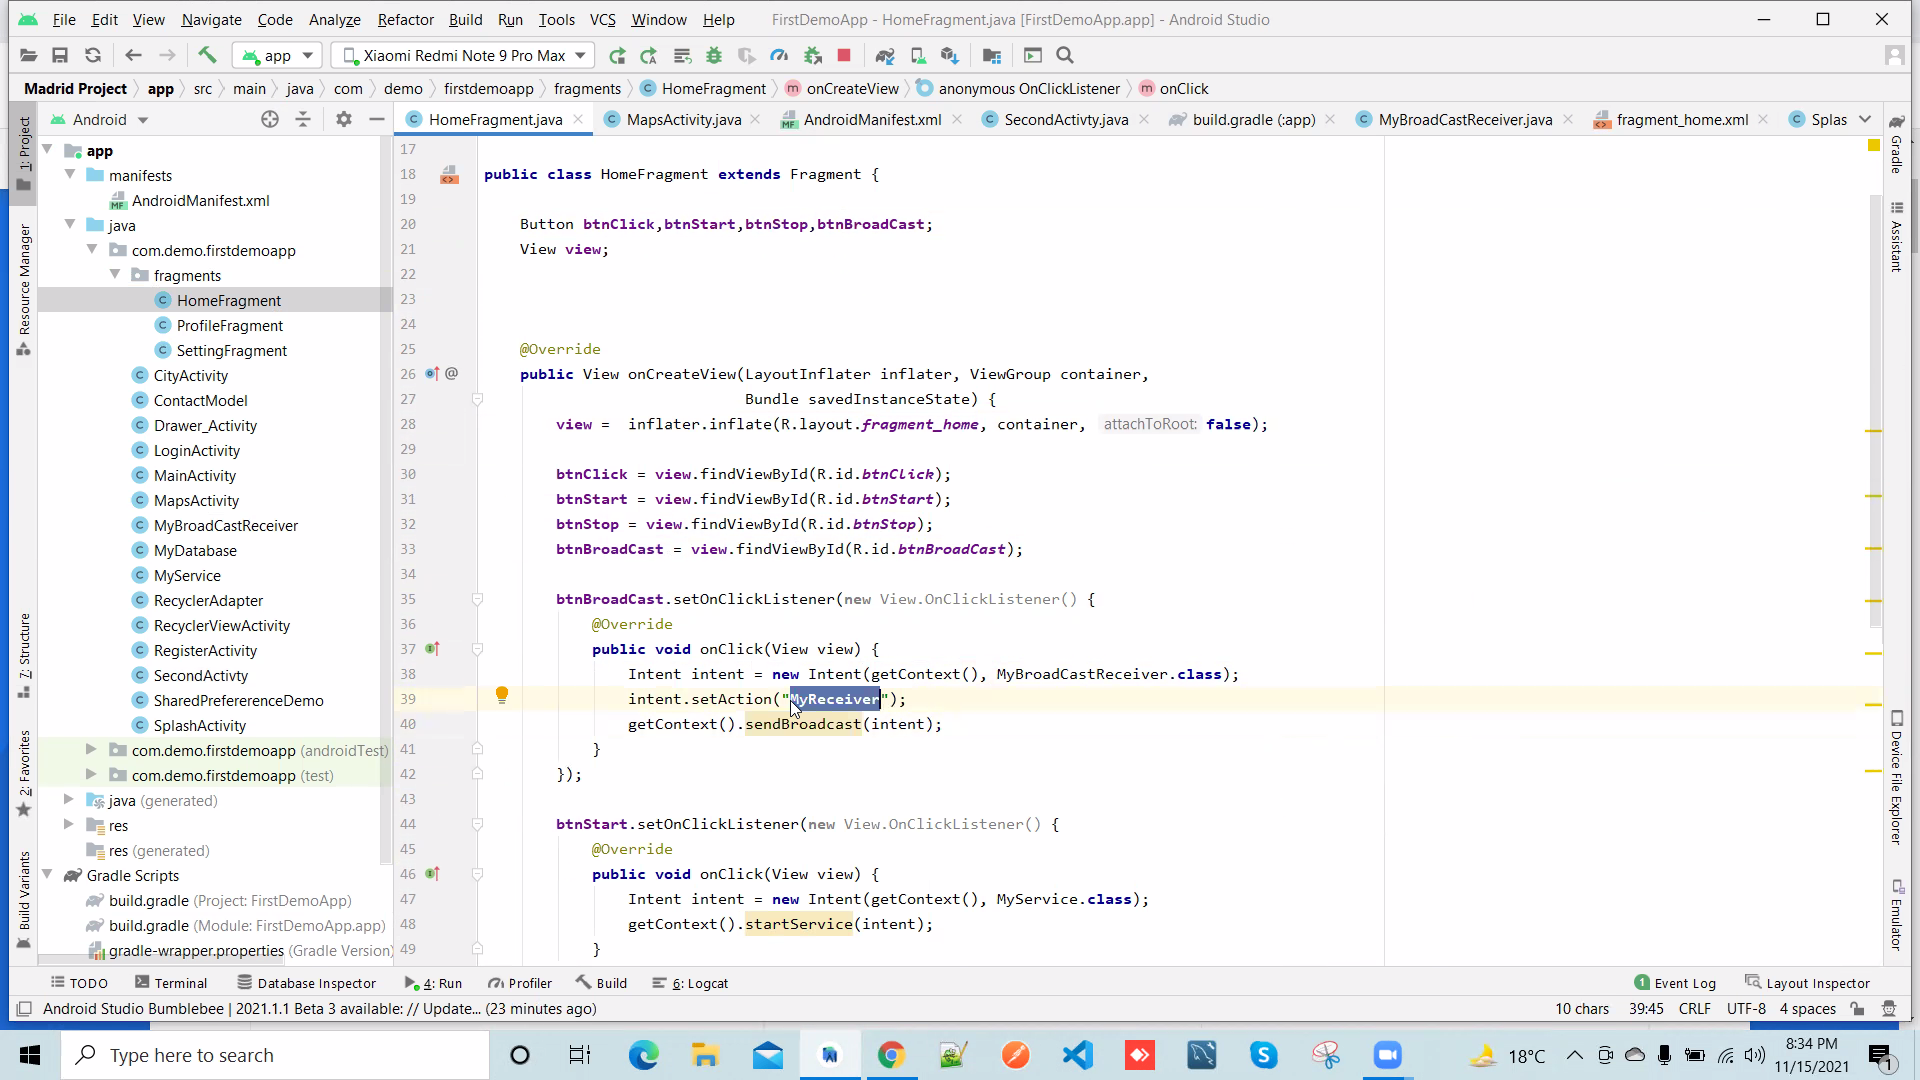 File Edit View Navigate Code Analyze Refactor Build Run Tools VCS Window Help FirstDemoApp - HomeFragment.java [FirstDemoApp.app] - Android Studio
app Xiaomi Redmi Note 9 Pro Max
Madrid Project app src main java com demo firstdemoapp fragments HomeFragment onCreateView anonymous OnClickListener onClick
Android
HomeFragment.java MapsActivity.java AndroidManifest.xml SecondActivty.java build.gradle (:app) MyBroadCastReceiver.java fragment_home.xml Splas
1: Project
Resource Manager
7: Structure
2: Favorites
Build Variants
app
manifests
AndroidManifest.xml
java
com.demo.firstdemoapp
fragments
HomeFragment
ProfileFragment
SettingFragment
CityActivity
ContactModel
Drawer_Activity
LoginActivity
MainActivity
MapsActivity
MyBroadCastReceiver
MyDatabase
MyService
RecyclerAdapter
RecyclerViewActivity
RegisterActivity
SecondActivty
SharedPrefererenceDemo
SplashActivity
com.demo.firstdemoapp (androidTest)
com.demo.firstdemoapp (test)
java (generated)
res
res (generated)
Gradle Scripts
build.gradle (Project: FirstDemoApp)
build.gradle (Module: FirstDemoApp.app)
gradle-wrapper.properties (Gradle Version)
17
18 public class HomeFragment extends Fragment {
19
20 Button btnClick,btnStart,btnStop,btnBroadCast;
21 View view;
22
23
24
25 @Override
26 @ public View onCreateView(LayoutInflater inflater, ViewGroup container,
27 Bundle savedInstanceState) {
28 view = inflater.inflate(R.layout.fragment_home, container, attachToRoot: false);
29
30 btnClick = view.findViewById(R.id.btnClick);
31 btnStart = view.findViewById(R.id.btnStart);
32 btnStop = view.findViewById(R.id.btnStop);
33 btnBroadCast = view.findViewById(R.id.btnBroadCast);
34
35 btnBroadCast.setOnClickListener(new View.OnClickListener() {
36 @Override
37 public void onClick(View view) {
38 Intent intent = new Intent(getContext(), MyBroadCastReceiver.class);
39 intent.setAction("MyReceiver");
40 getContext().sendBroadcast(intent);
41 }
42 });
43
44 btnStart.setOnClickListener(new View.OnClickListener() {
45 @Override
46 public void onClick(View view) {
47 Intent intent = new Intent(getContext(), MyService.class);
48 getContext().startService(intent);
49 }
Gradle
Assistant
Device File Explorer
Emulator
TODO Terminal Database Inspector 4: Run Profiler Build 6: Logcat 1 Event Log Layout Inspector
Android Studio Bumblebee | 2021.1.1 Beta 3 available: // Update... (23 minutes ago) 10 chars 39:45 CRLF UTF-8 4 spaces
Type here to search 18°C 8:34 PM
11/15/2021 1